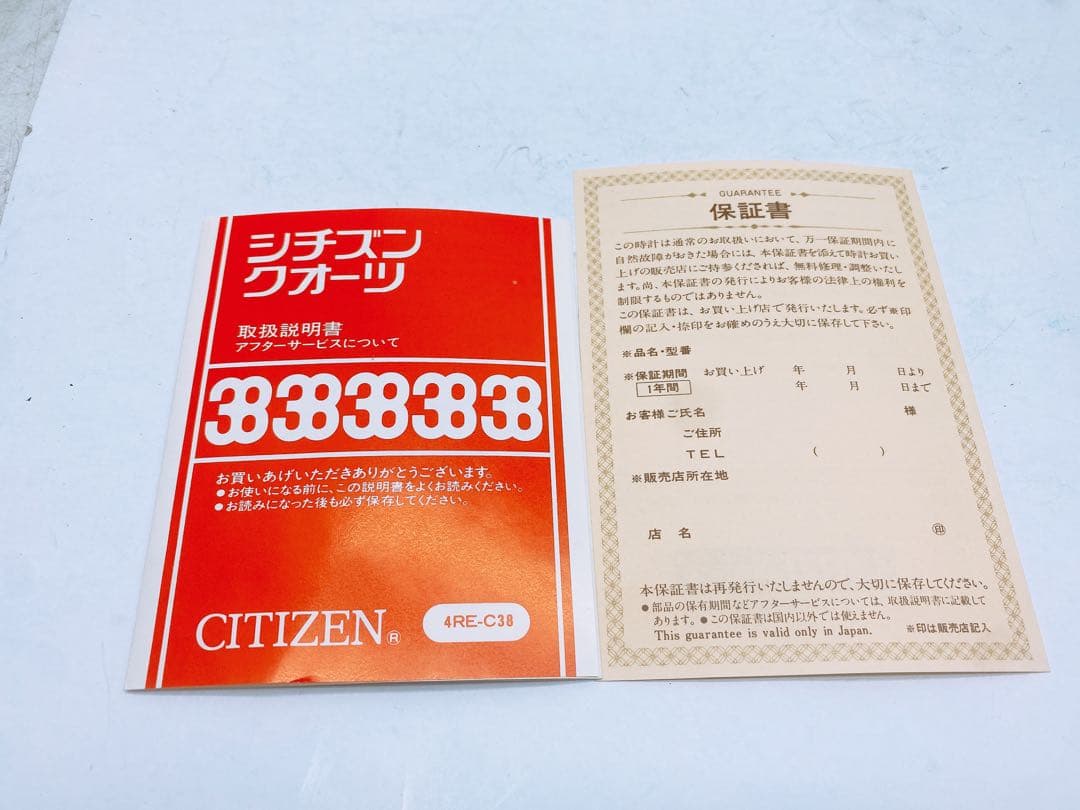 シチズン
クオーツ
取扱説明書
アフターサービスについて
38 38 38 38 38
お買いあげいただきありがとうございます。
●お使いになる前に、この説明書をよくお読みください。
●お読みになった後も必ず保存してください。
CITIZEN®
4RE-C38
GUARANTEE
保証書
この時計は通常のお取扱いにおいて、万一保証期間内に
自然故障がおきた場合には、本保証書を添えて時計お買い
上げの販売店にご持参くだされば、無料修理・調整いたし
ます。尚、本保証書の発行によりお客様の法律上の権利を
制限するものではありません。
この保証書は、お買い上げ店で発行いたします。必ず※印
欄の記入・捺印をお確めのうえ大切に保存して下さい。
※品名・型番
※保証期間 お買い上げ 年 月 日より
1年間 年 月 日まで
お客様ご氏名 様
ご住所
TEL ( )
※販売店所在地
店名 ㊞
本保証書は再発行いたしませんので、大切に保存してください。
●部品の保有期間などアフターサービスについては、取扱説明書に記載して
あります。●この保証書は国内以外では使えません。
This guarantee is valid only in Japan. ※印は販売店記入